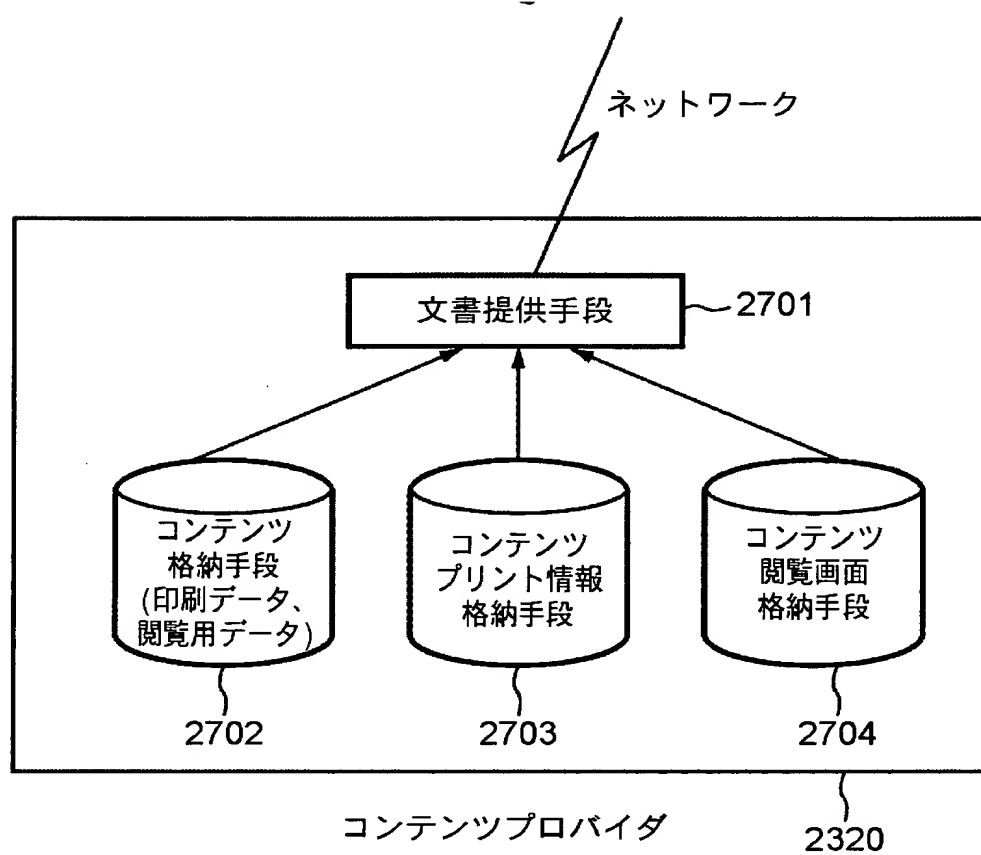 ネットワーク
文書提供手段
2701
コンテンツ
格納手段
(印刷データ、
閲覧用データ)
コンテンツ
プリント情報
格納手段
コンテンツ
閲覧画面
格納手段
2702
2703
2704
コンテンツプロバイダ
2320